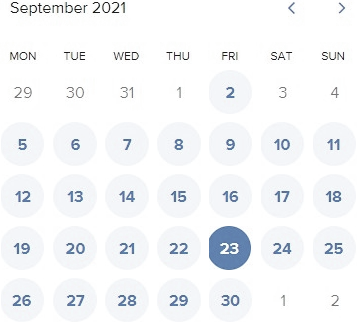 September 2021
MON TUE WED THU FRI SAT SUN
29 30 31 1 2 3 4
5 6 7 8 9 10 11
12 13 14 15 16 17 18
19 20 21 22 23 24 25
26 27 28 29 30 1 2